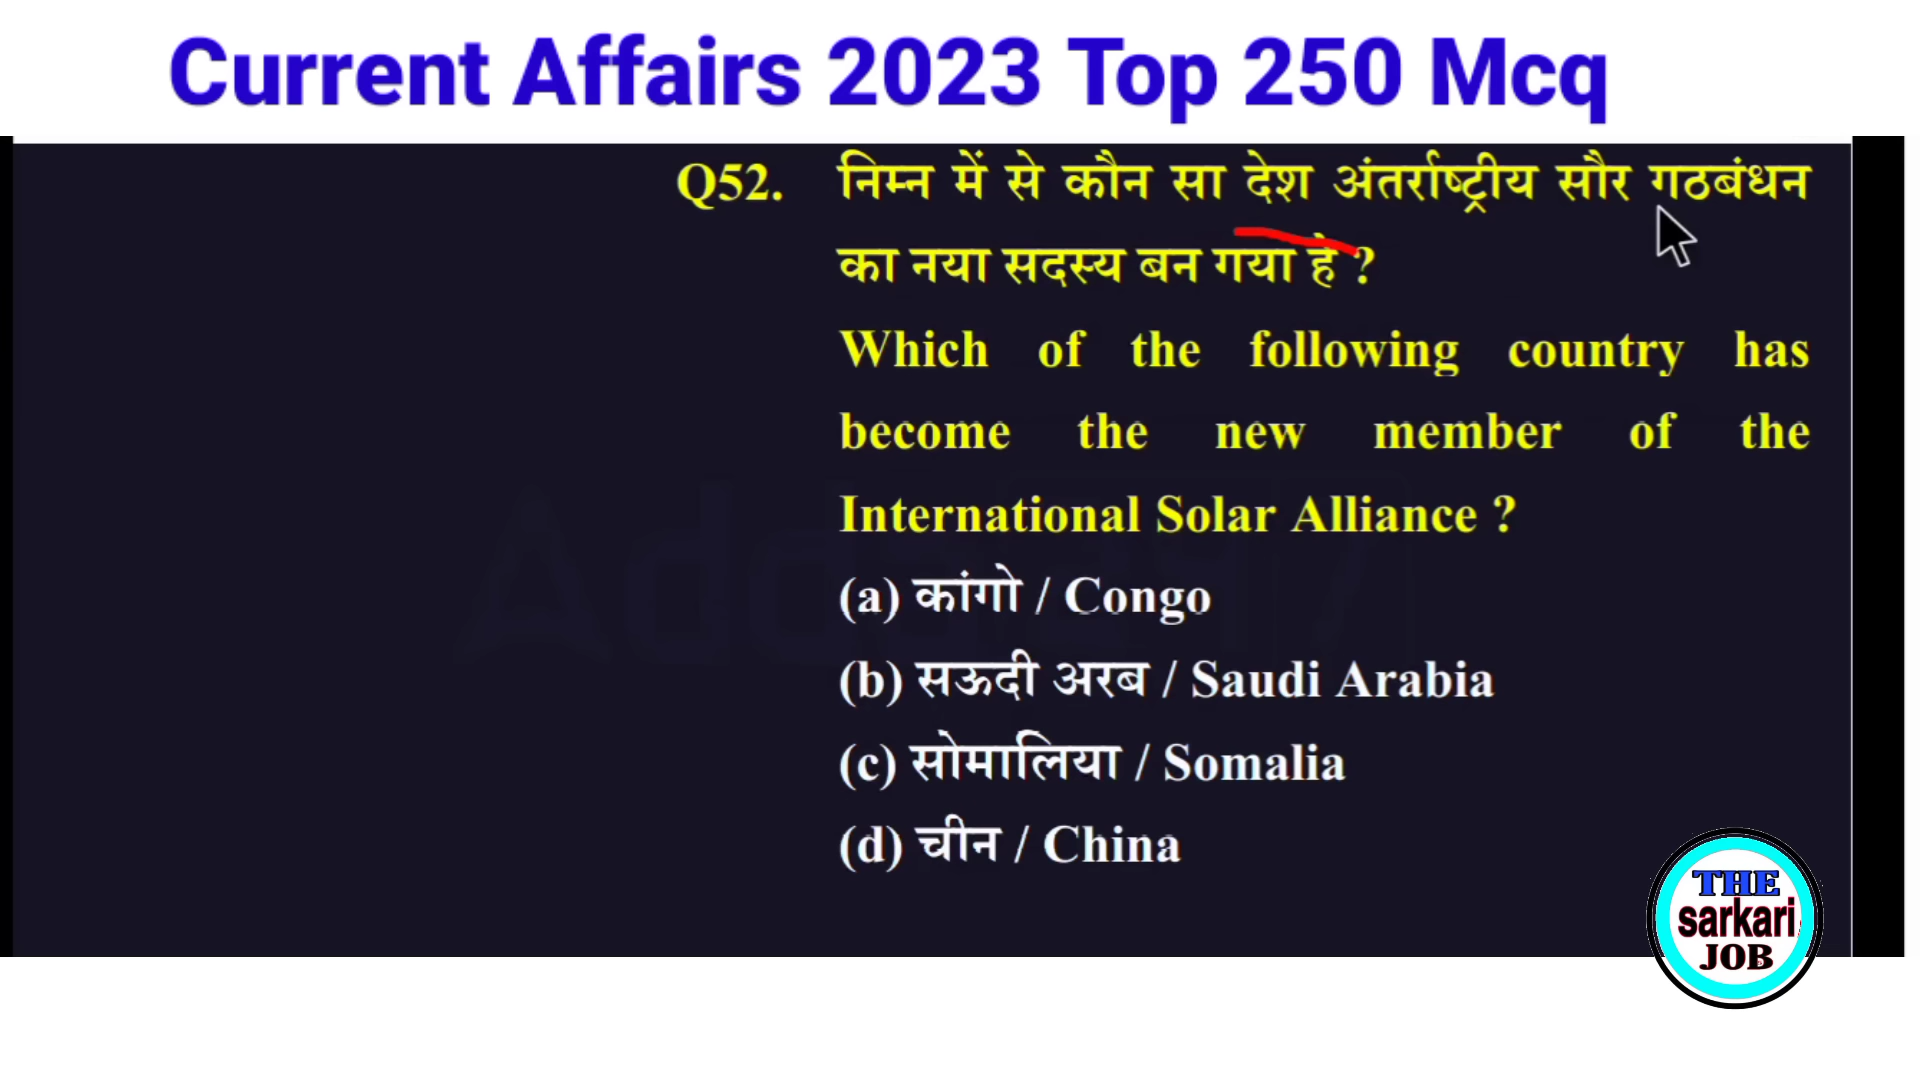 Current Affairs 2023 Top 250 Mcq
Q52. निम्न में से कौन सा देश अंतर्राष्ट्रीय सौर गठबंधन
का नया सदस्य बन गया है ?
Which of the following country has
become the new member of the
International Solar Alliance ?
(a) कांगो / Congo
(b) सऊदी अरब / Saudi Arabia
(c) सोमालिया / Somalia
(d) चीन / China
THE
sarkari
JOB